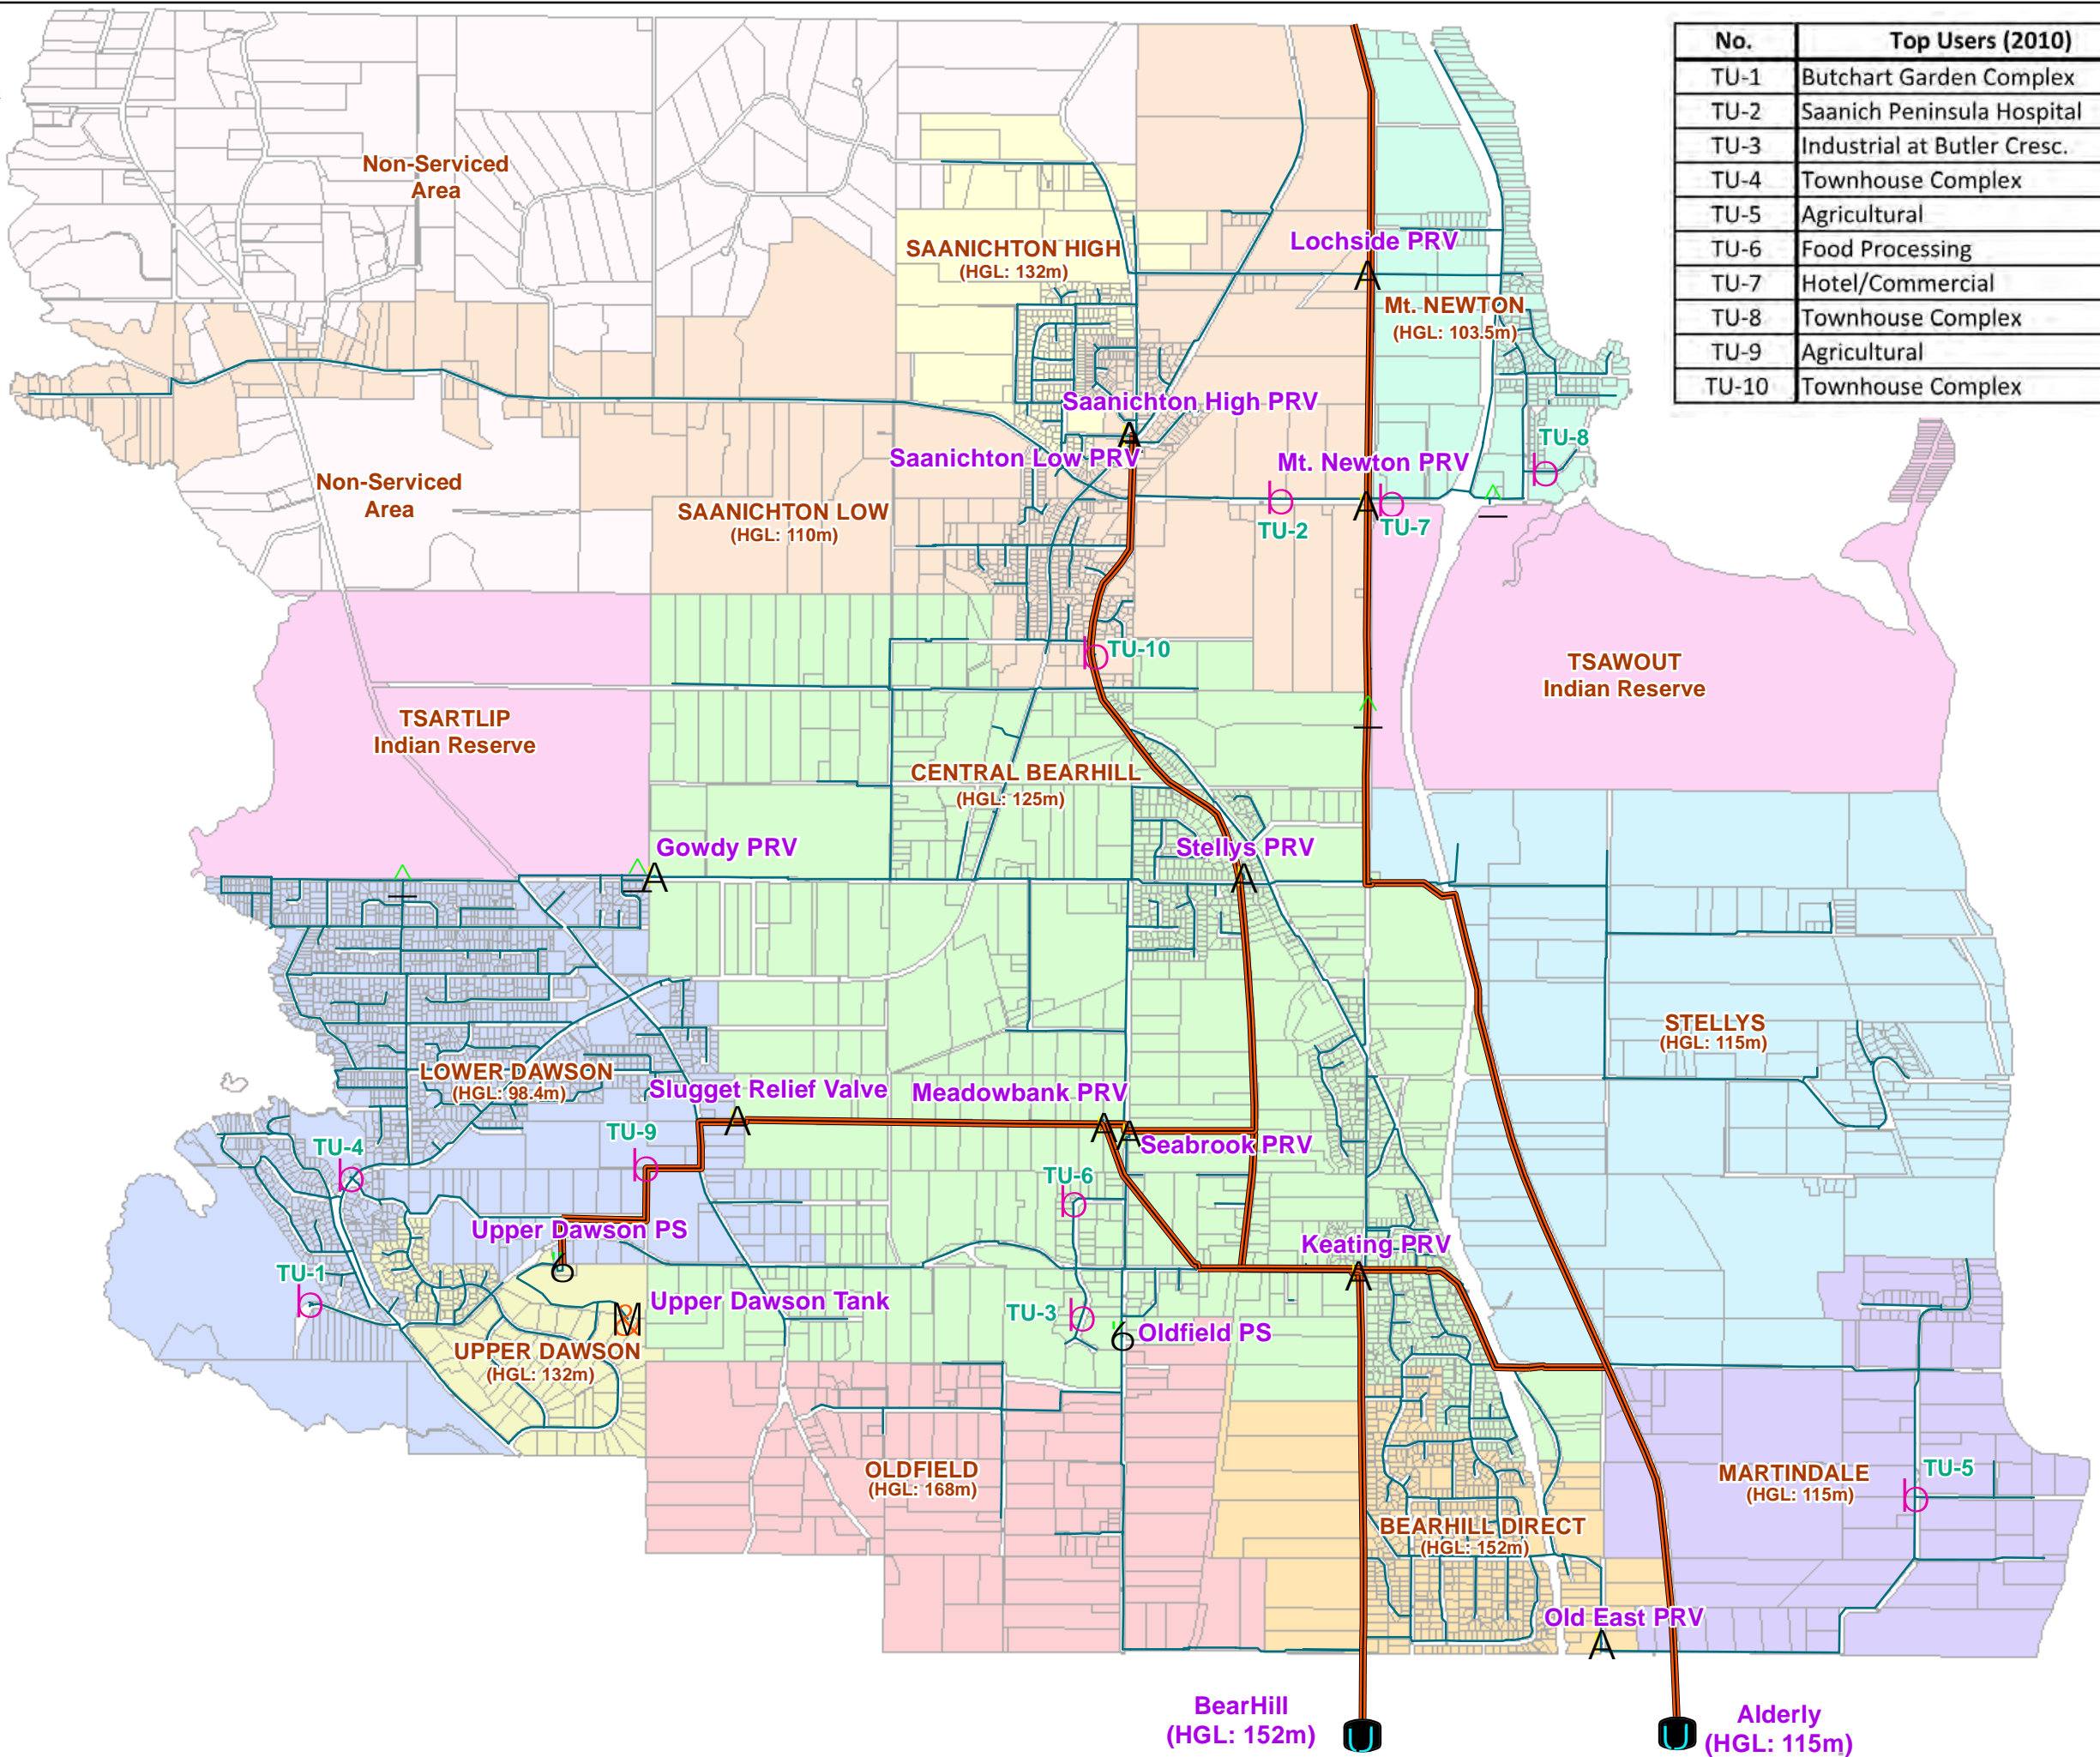 No. Top Users (2010)
TU-1 Butchart Garden Complex
TU-2 Saanich Peninsula Hospital
TU-3 Industrial at Butler Cresc.
TU-4 Townhouse Complex
TU-5 Agricultural
TU-6 Food Processing
TU-7 Hotel/Commercial
TU-8 Townhouse Complex
TU-9 Agricultural
TU-10 Townhouse Complex
Non-Serviced
Area
SAANICHTON HIGH
(HGL: 132m)
Lochside PRV
A
Mt. NEWTON
(HGL: 103.5m)
Saanichton High PRV
A
Saanichton Low PRV
Mt. Newton PRV
A
TU-8
b
Non-Serviced
Area
SAANICHTON LOW
(HGL: 110m)
b
TU-2
b
TU-7
b
TU-10
TSARTLIP
Indian Reserve
TSAWOUT
Indian Reserve
CENTRAL BEARHILL
(HGL: 125m)
Gowdy PRV
A
Stellys PRV
A
STELLYS
(HGL: 115m)
LOWER DAWSON
(HGL: 98.4m)
Slugget Relief Valve
A
Meadowbank PRV
A
A
Seabrook PRV
TU-4
b
TU-9
b
TU-6
b
Upper Dawson PS
6
Keating PRV
A
TU-1
b
Upper Dawson Tank
M
TU-3
b
6
Oldfield PS
UPPER DAWSON
(HGL: 132m)
OLDFIELD
(HGL: 168m)
MARTINDALE
(HGL: 115m)
TU-5
b
BEARHILL DIRECT
(HGL: 152m)
Old East PRV
A
BearHill
(HGL: 152m)
U
Alderly
(HGL: 115m)
U